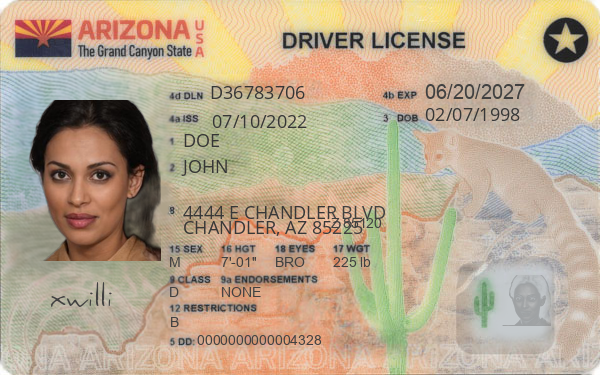 ARIZONA USA
The Grand Canyon State
DRIVER LICENSE
4d DLN D36783706
4b EXP 06/20/2027
4a ISS 07/10/2022
3 DOB 02/07/1998
1 DOE
2 JOHN
8 4444 E CHANDLER BLVD
CHANDLER, AZ 85225
15 SEX 16 HGT 18 EYES 17 WGT
M 7'-01" BRO 225 lb
9 CLASS 9a ENDORSEMENTS
D NONE
12 RESTRICTIONS
B
5 DD: 0000000000004328
xwilli
ARIZONA ARIZONA ARIZONA ARIZONA